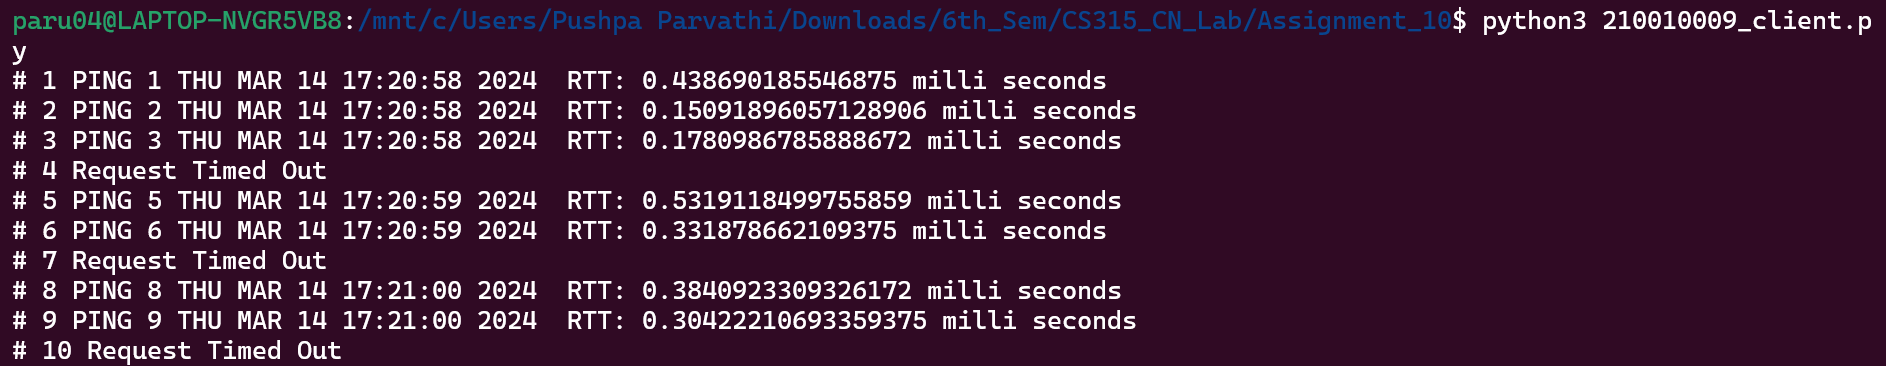 paru04@LAPTOP-NVGR5VB8:/mnt/c/Users/Pushpa Parvathi/Downloads/6th_Sem/CS315_CN_Lab/Assignment_10$ python3 210010009_client.p
y
# 1 PING 1 THU MAR 14 17:20:58 2024  RTT: 0.438690185546875 milli seconds
# 2 PING 2 THU MAR 14 17:20:58 2024  RTT: 0.15091896057128906 milli seconds
# 3 PING 3 THU MAR 14 17:20:58 2024  RTT: 0.1780986785888672 milli seconds
# 4 Request Timed Out
# 5 PING 5 THU MAR 14 17:20:59 2024  RTT: 0.5319118499755859 milli seconds
# 6 PING 6 THU MAR 14 17:20:59 2024  RTT: 0.331878662109375 milli seconds
# 7 Request Timed Out
# 8 PING 8 THU MAR 14 17:21:00 2024  RTT: 0.3840923309326172 milli seconds
# 9 PING 9 THU MAR 14 17:21:00 2024  RTT: 0.30422210693359375 milli seconds
# 10 Request Timed Out